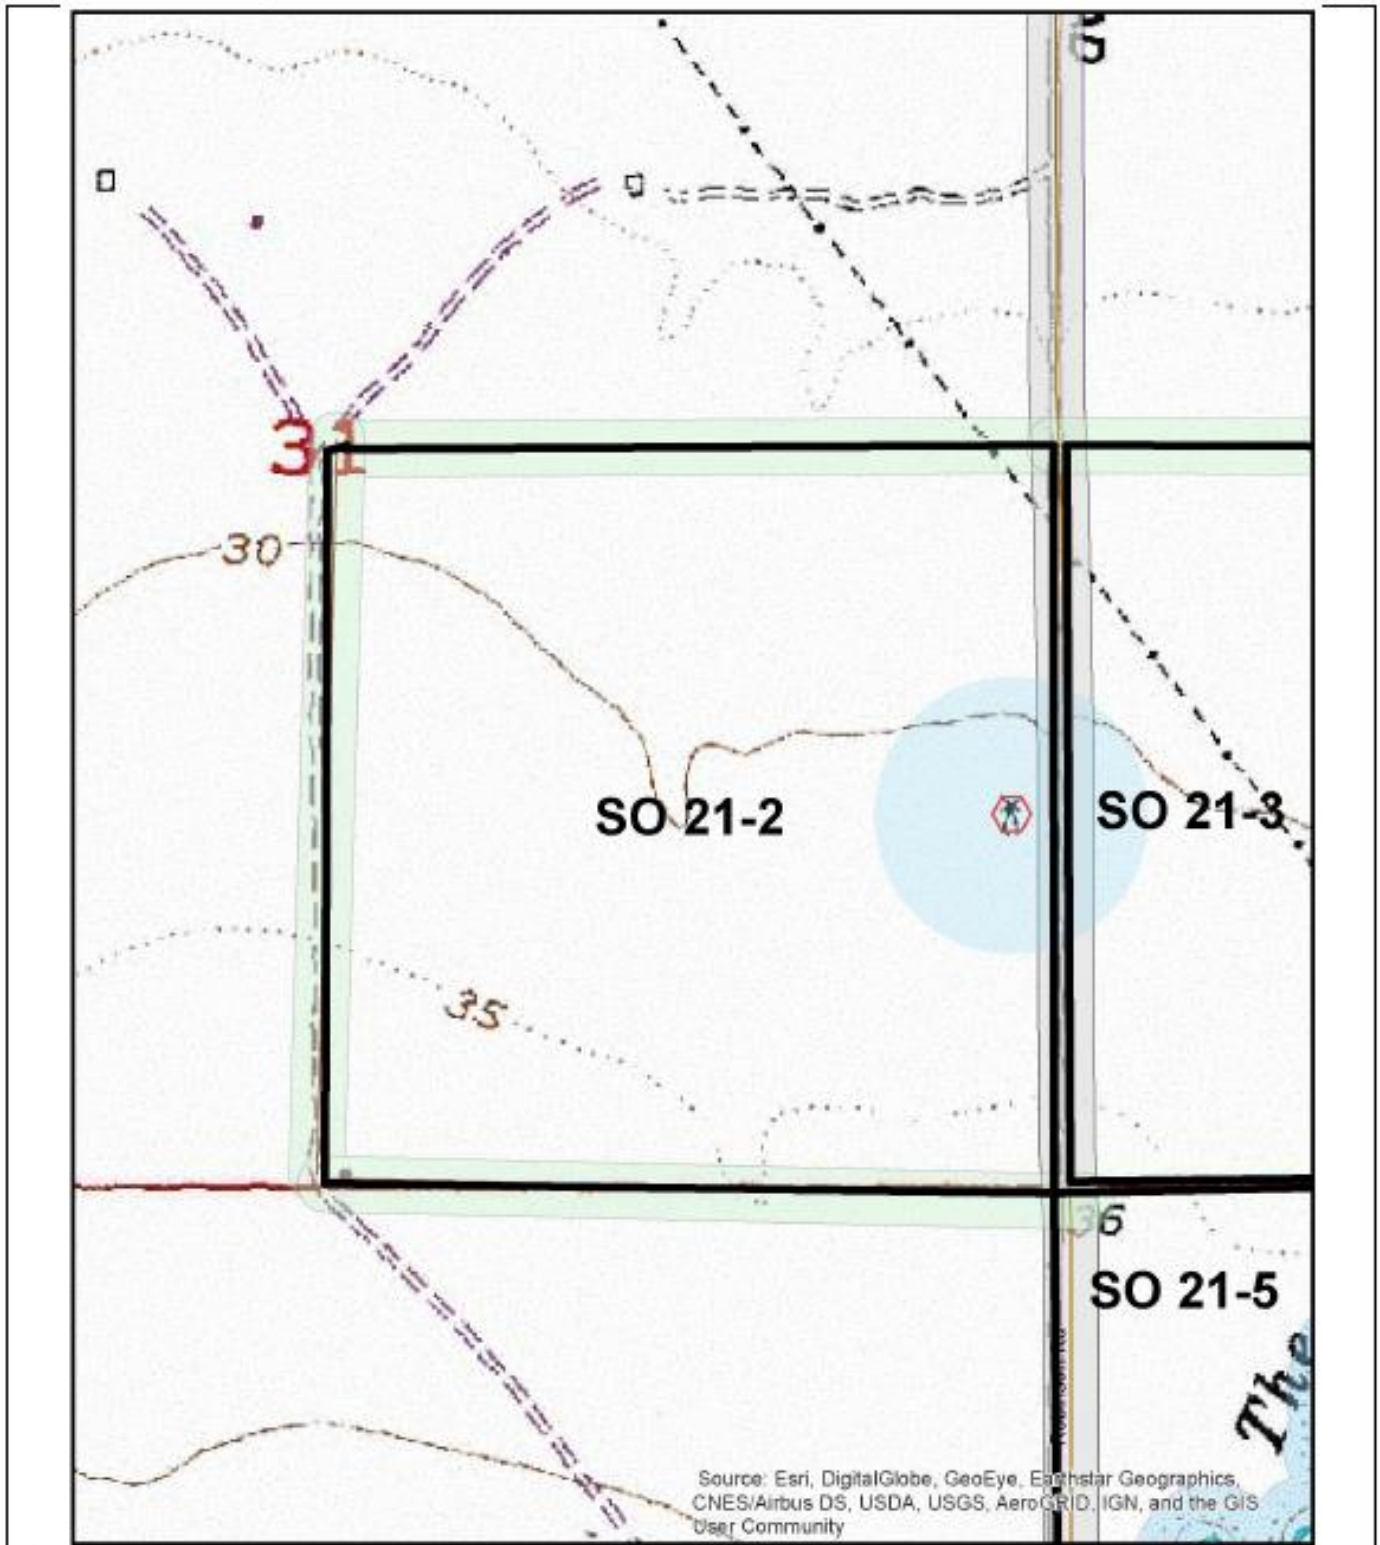 31
30
SO 21-2
SO 21-3
35
36
SO 21-5
The
Source: Esri, DigitalGlobe, GeoEye, Earthstar Geographics,
CNES/Airbus DS, USDA, USGS, AeroGRID, IGN, and the GIS
User Community